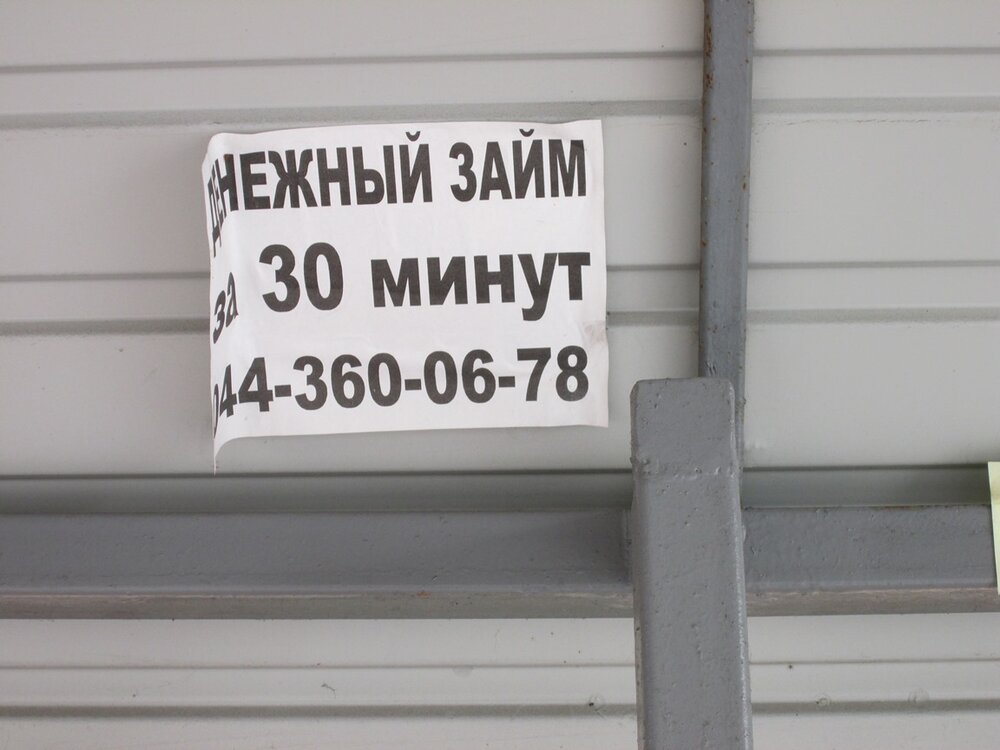 ДЕНЕЖНЫЙ ЗАЙМ
за 30 минут
044-360-06-78